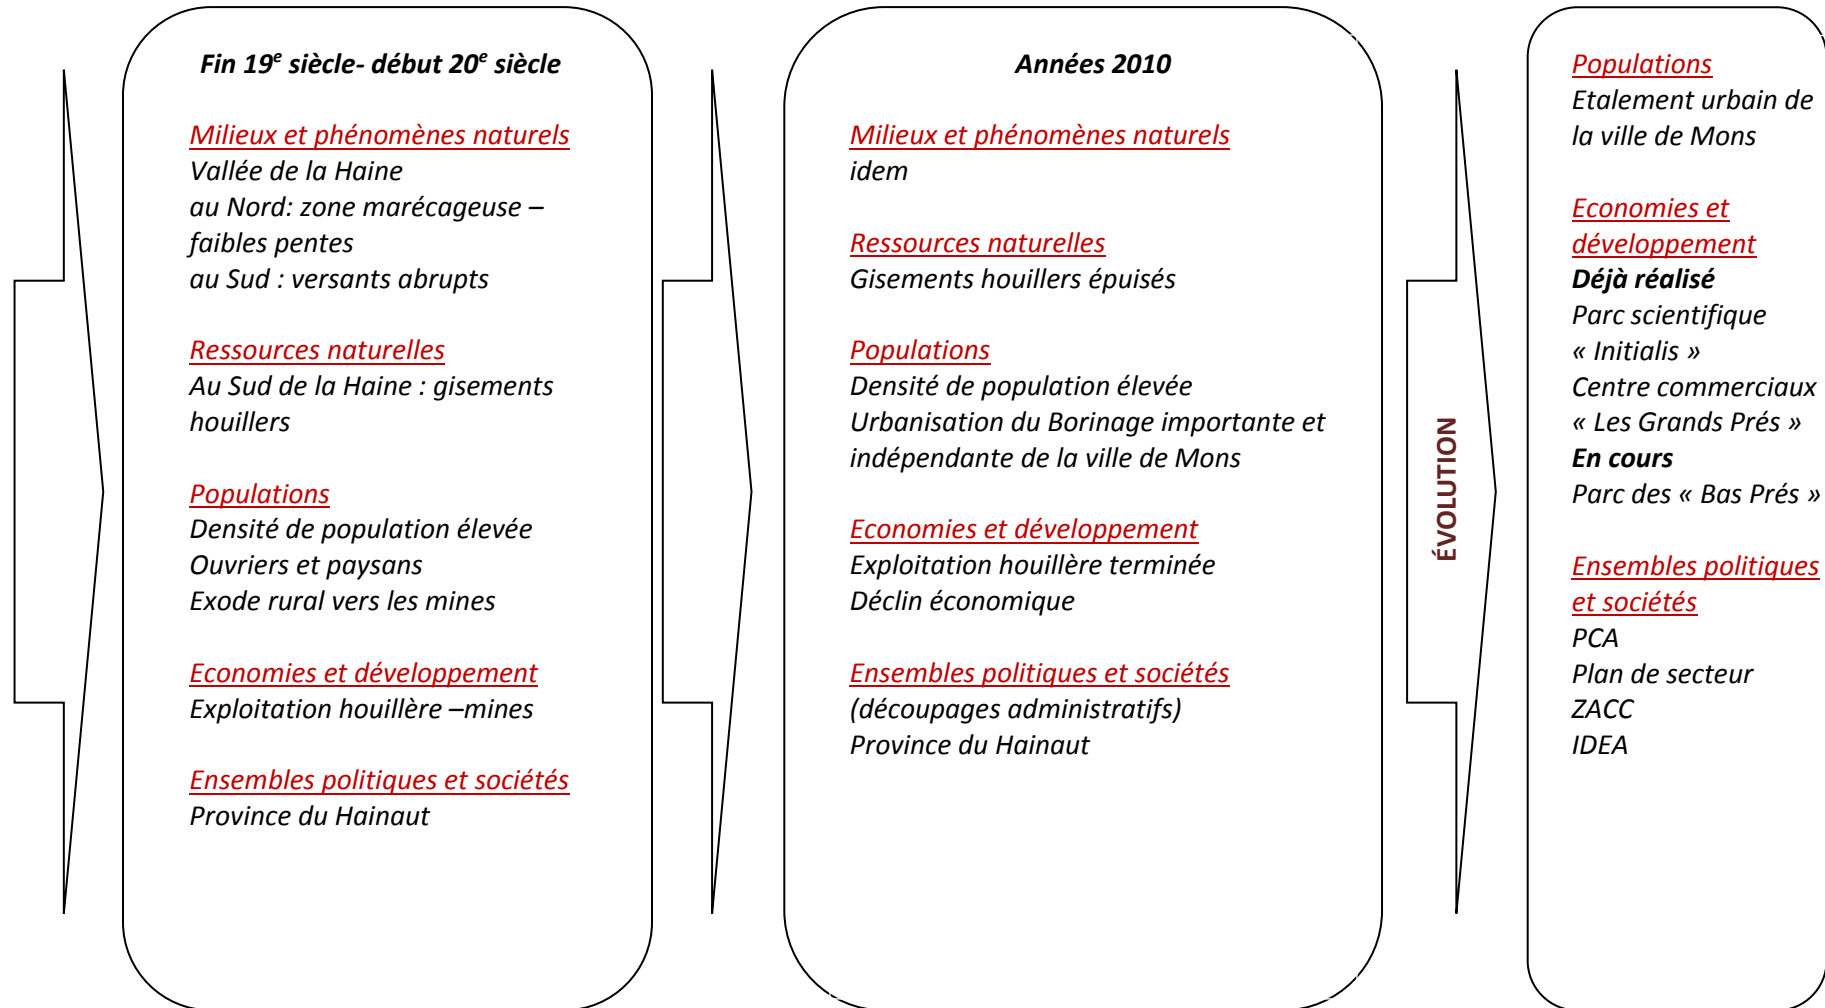 Fin 19e siècle- début 20e siècle
Milieux et phénomènes naturels
Vallée de la Haine
au Nord: zone marécageuse –
faibles pentes
au Sud : versants abrupts
Ressources naturelles
Au Sud de la Haine : gisements
houillers
Populations
Densité de population élevée
Ouvriers et paysans
Exode rural vers les mines
Economies et développement
Exploitation houillère –mines
Ensembles politiques et sociétés
Province du Hainaut
Années 2010
Milieux et phénomènes naturels
idem
Ressources naturelles
Gisements houillers épuisés
Populations
Densité de population élevée
Urbanisation du Borinage importante et
indépendante de la ville de Mons
Economies et développement
Exploitation houillère terminée
Déclin économique
Ensembles politiques et sociétés
(découpages administratifs)
Province du Hainaut
ÉVOLUTION
Populations
Etalement urbain de
la ville de Mons
Economies et
développement
Déjà réalisé
Parc scientifique
« Initialis »
Centre commerciaux
« Les Grands Prés »
En cours
Parc des « Bas Prés »
Ensembles politiques
et sociétés
PCA
Plan de secteur
ZACC
IDEA